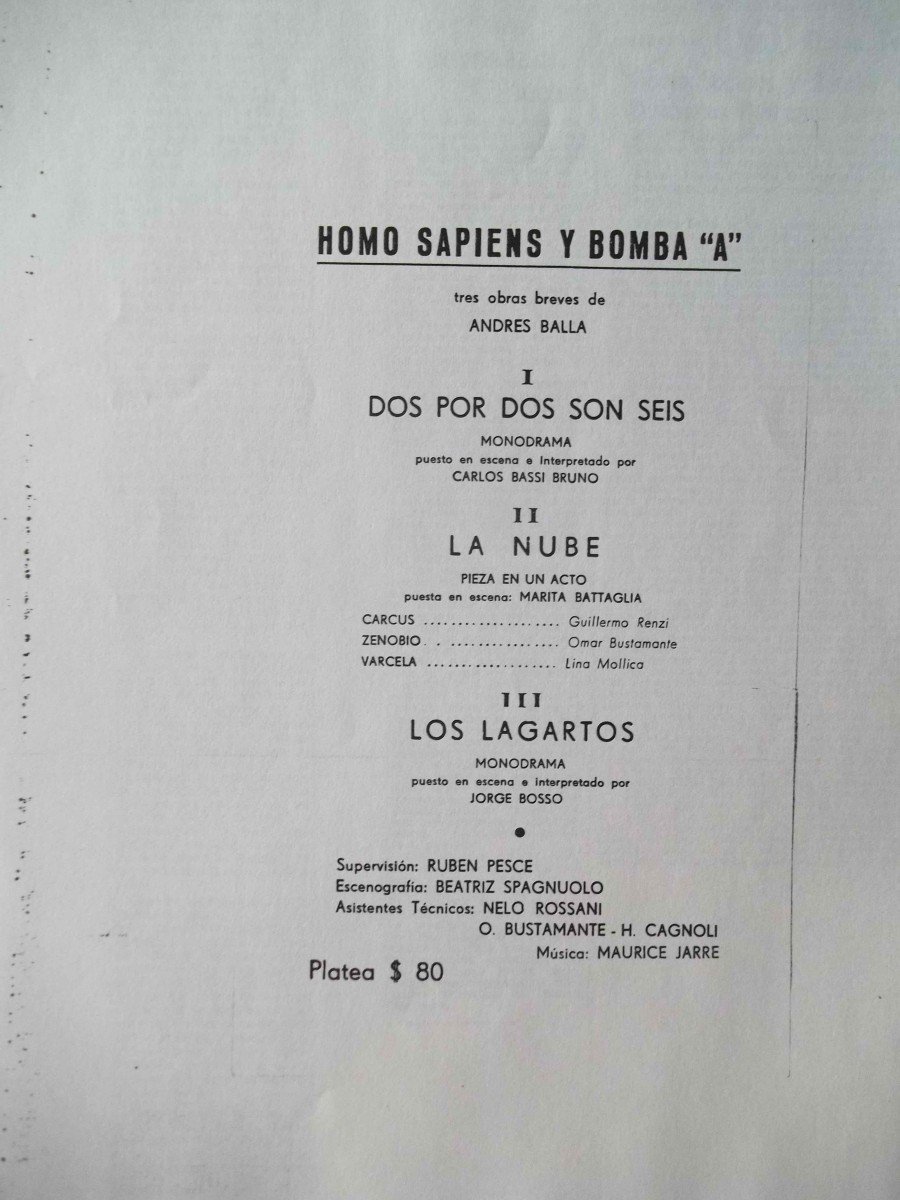 HOMO SAPIENS Y BOMBA “A”
tres obras breves de
ANDRES BALLA
I
DOS POR DOS SON SEIS
MONODRAMA
puesto en escena e interpretado por
CARLOS BASSI BRUNO
II
LA NUBE
PIEZA EN UN ACTO
puesta en escena: MARITA BATTAGLIA
CARCUS .................... Guillermo Renzi
ZENOBIO . . ................ Omar Bustamante
VARCELA ................... Lina Mollica
III
LOS LAGARTOS
MONODRAMA
puesto en escena e interpretado por
JORGE BOSSO
Supervisión: RUBEN PESCE
Escenografía: BEATRIZ SPAGNUOLO
Asistentes Técnicos: NELO ROSSANI
O. BUSTAMANTE - H. CAGNOLI
Música: MAURICE JARRE
Platea $ 80